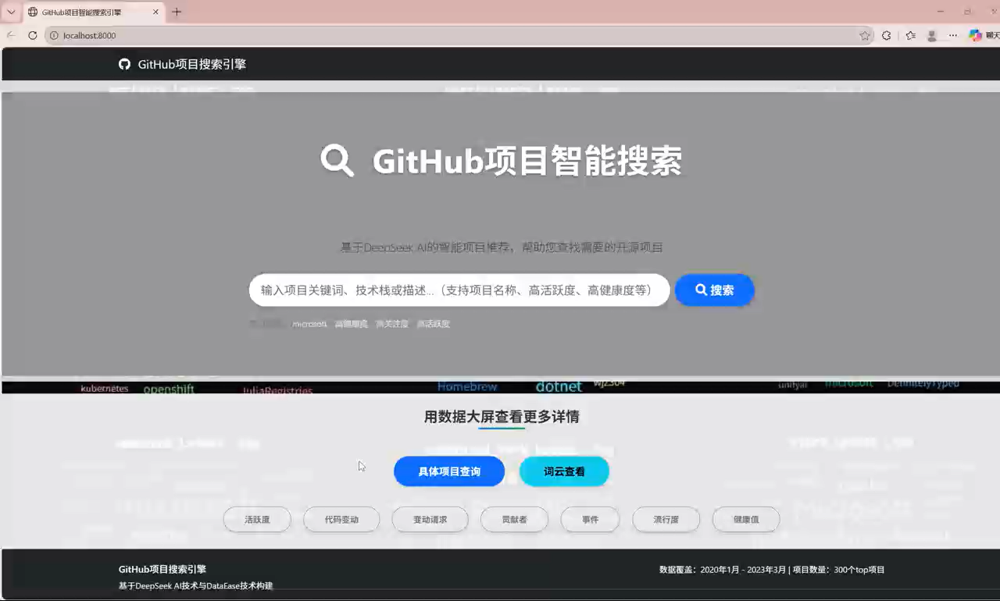 GitHub项目智能搜索引擎
localhost:8000
聊天
GitHub项目搜索引擎
GitHub项目智能搜索
基于DeepSeek AI的智能项目推荐，帮助您查找需要的开源项目
输入项目关键词、技术栈或描述...（支持项目名称、高活跃度、高健康度等）
搜索
microsoft 高健康度 高关注度 高活跃度
kubernetes openshift JuliaRegistries Homebrew dotnet wjz304 unifyai microsoft DefinitelyTyped
用数据大屏查看更多详情
具体项目查询 词云查看
活跃度 代码变动 变动请求 贡献者 事件 流行度 健康值
GitHub项目搜索引擎
数据覆盖：2020年1月 - 2023年3月 | 项目数量：300个top项目
基于DeepSeek AI技术与DataEase技术构建